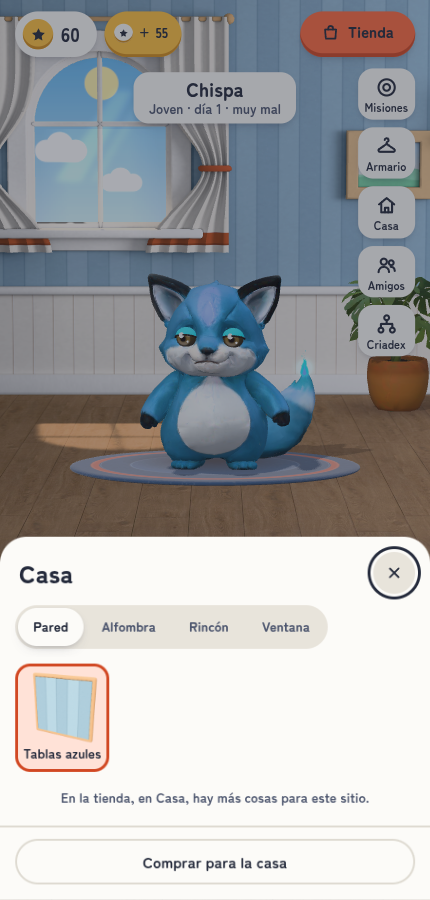 60
+ 55
Tienda
Chispa
Joven · día 1 · muy mal
Misiones
Armario
Casa
Amigos
Criadex
Casa
Pared
Alfombra
Rincón
Ventana
Tablas azules
En la tienda, en Casa, hay más cosas para este sitio.
Comprar para la casa